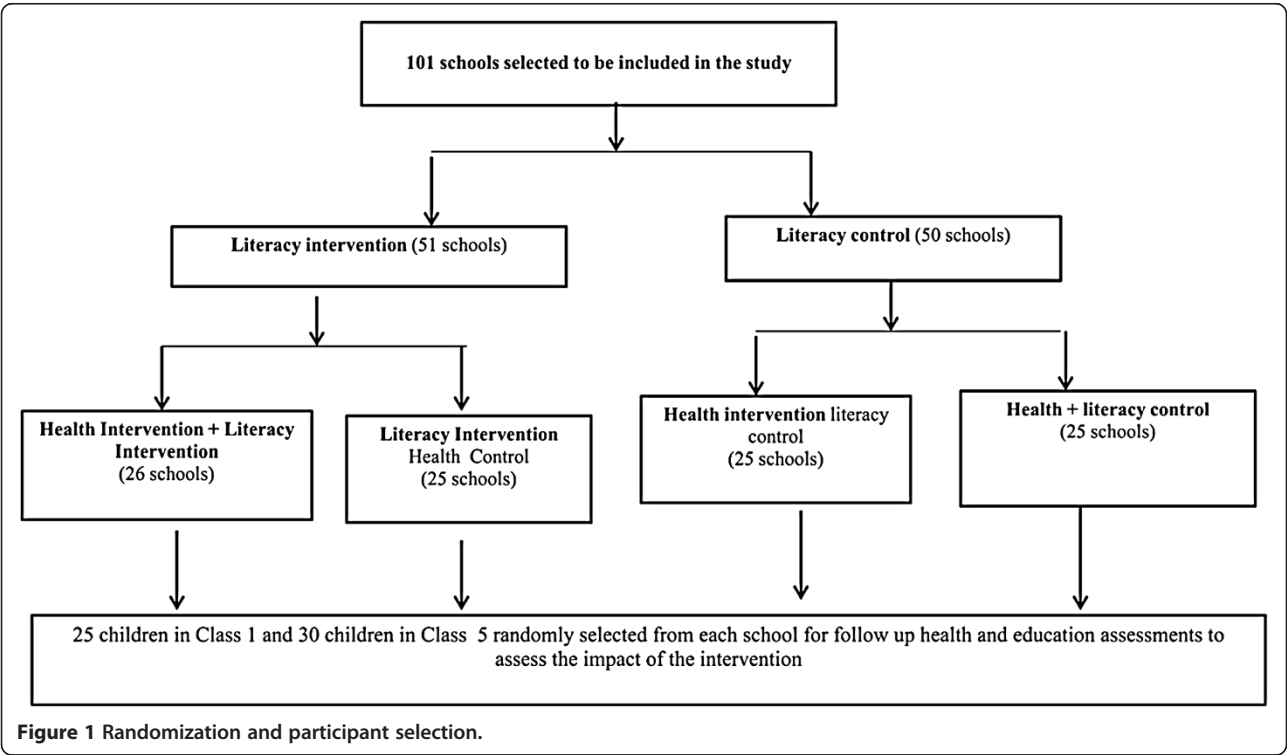 101 schools selected to be included in the study
Literacy intervention (51 schools)
Literacy control (50 schools)
Health Intervention + Literacy
Intervention
(26 schools)
Literacy Intervention
Health Control
(25 schools)
Health intervention literacy
control
(25 schools)
Health + literacy control
(25 schools)
25 children in Class 1 and 30 children in Class 5 randomly selected from each school for follow up health and education assessments to
assess the impact of the intervention
Figure 1 Randomization and participant selection.